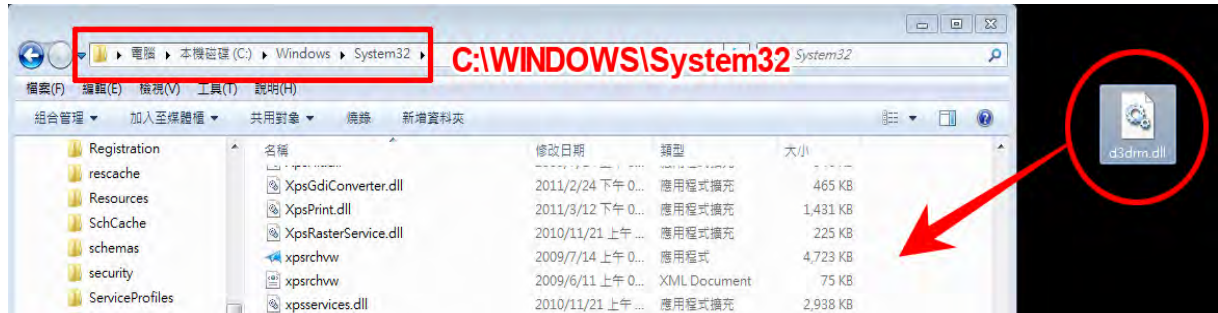 電腦 ▸ 本機磁碟 (C:) ▸ Windows ▸ System32 ▸
C:\WINDOWS\System32
System32
檔案(F) 編輯(E) 檢視(V) 工具(T) 說明(H)
組合管理 ▼ 加入至媒體櫃 ▼ 共用對象 ▼ 燒錄 新增資料夾
d3drm.dll
名稱 修改日期 類型 大小
Registration
rescache
Resources
SchCache
schemas
security
ServiceProfiles
XpsGdiConverter.dll 2011/2/24 下午 0... 應用程式擴充 465 KB
XpsPrint.dll 2011/3/12 下午 0... 應用程式擴充 1,431 KB
XpsRasterService.dll 2010/11/21 上午 ... 應用程式擴充 225 KB
xpsrchvw 2009/7/14 上午 0... 應用程式 4,723 KB
xpsrchvw 2009/6/11 上午 0... XML Document 75 KB
xpsservices.dll 2010/11/21 上午 ... 應用程式擴充 2,938 KB